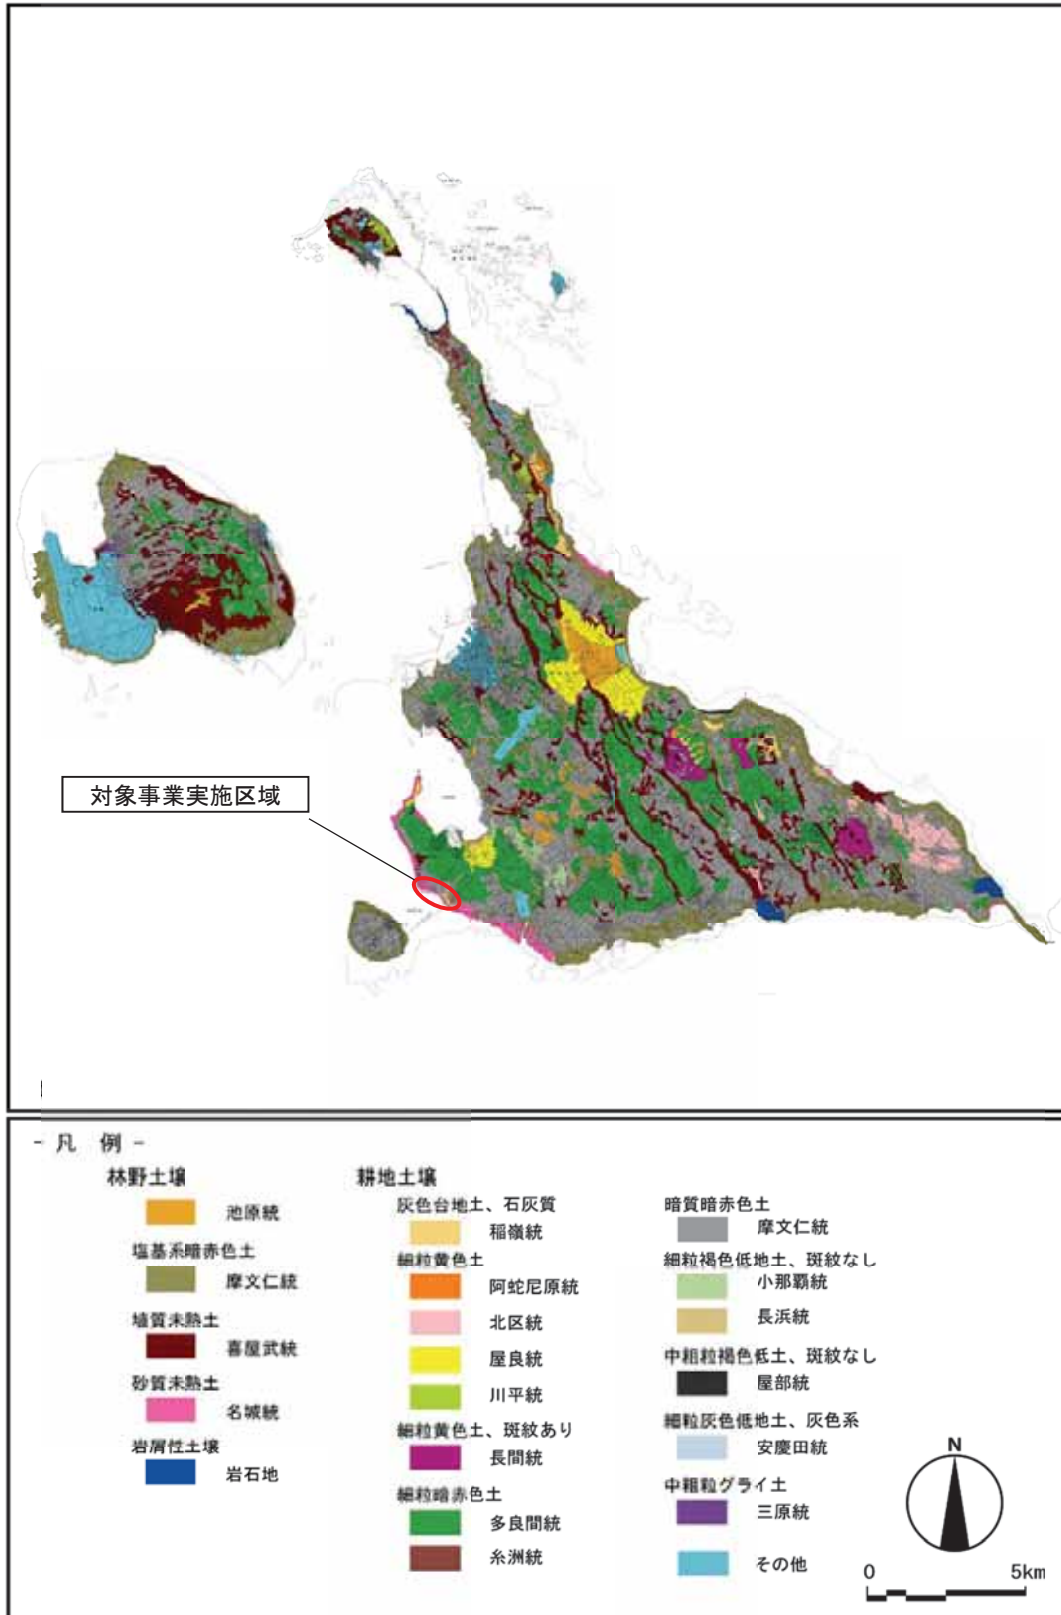 対象事業実施区域
- 凡 例 -
林野土壌
池原統
塩基系暗赤色土
摩文仁統
埴質未熟土
喜屋武統
砂質未熟土
名城統
岩屑性土壌
岩石地
耕地土壌
灰色台地土、石灰質
稲嶺統
細粒黄色土
阿蛇尼原統
北区統
屋良統
川平統
細粒黄色土、斑紋あり
長間統
細粒暗赤色土
多良間統
糸洲統
暗質暗赤色土
摩文仁統
細粒褐色低地土、斑紋なし
小那覇統
長浜統
中粗粒褐色低土、斑紋なし
屋部統
細粒灰色低地土、灰色系
安慶田統
中粗粒グライ土
三原統
その他
N
0 5km